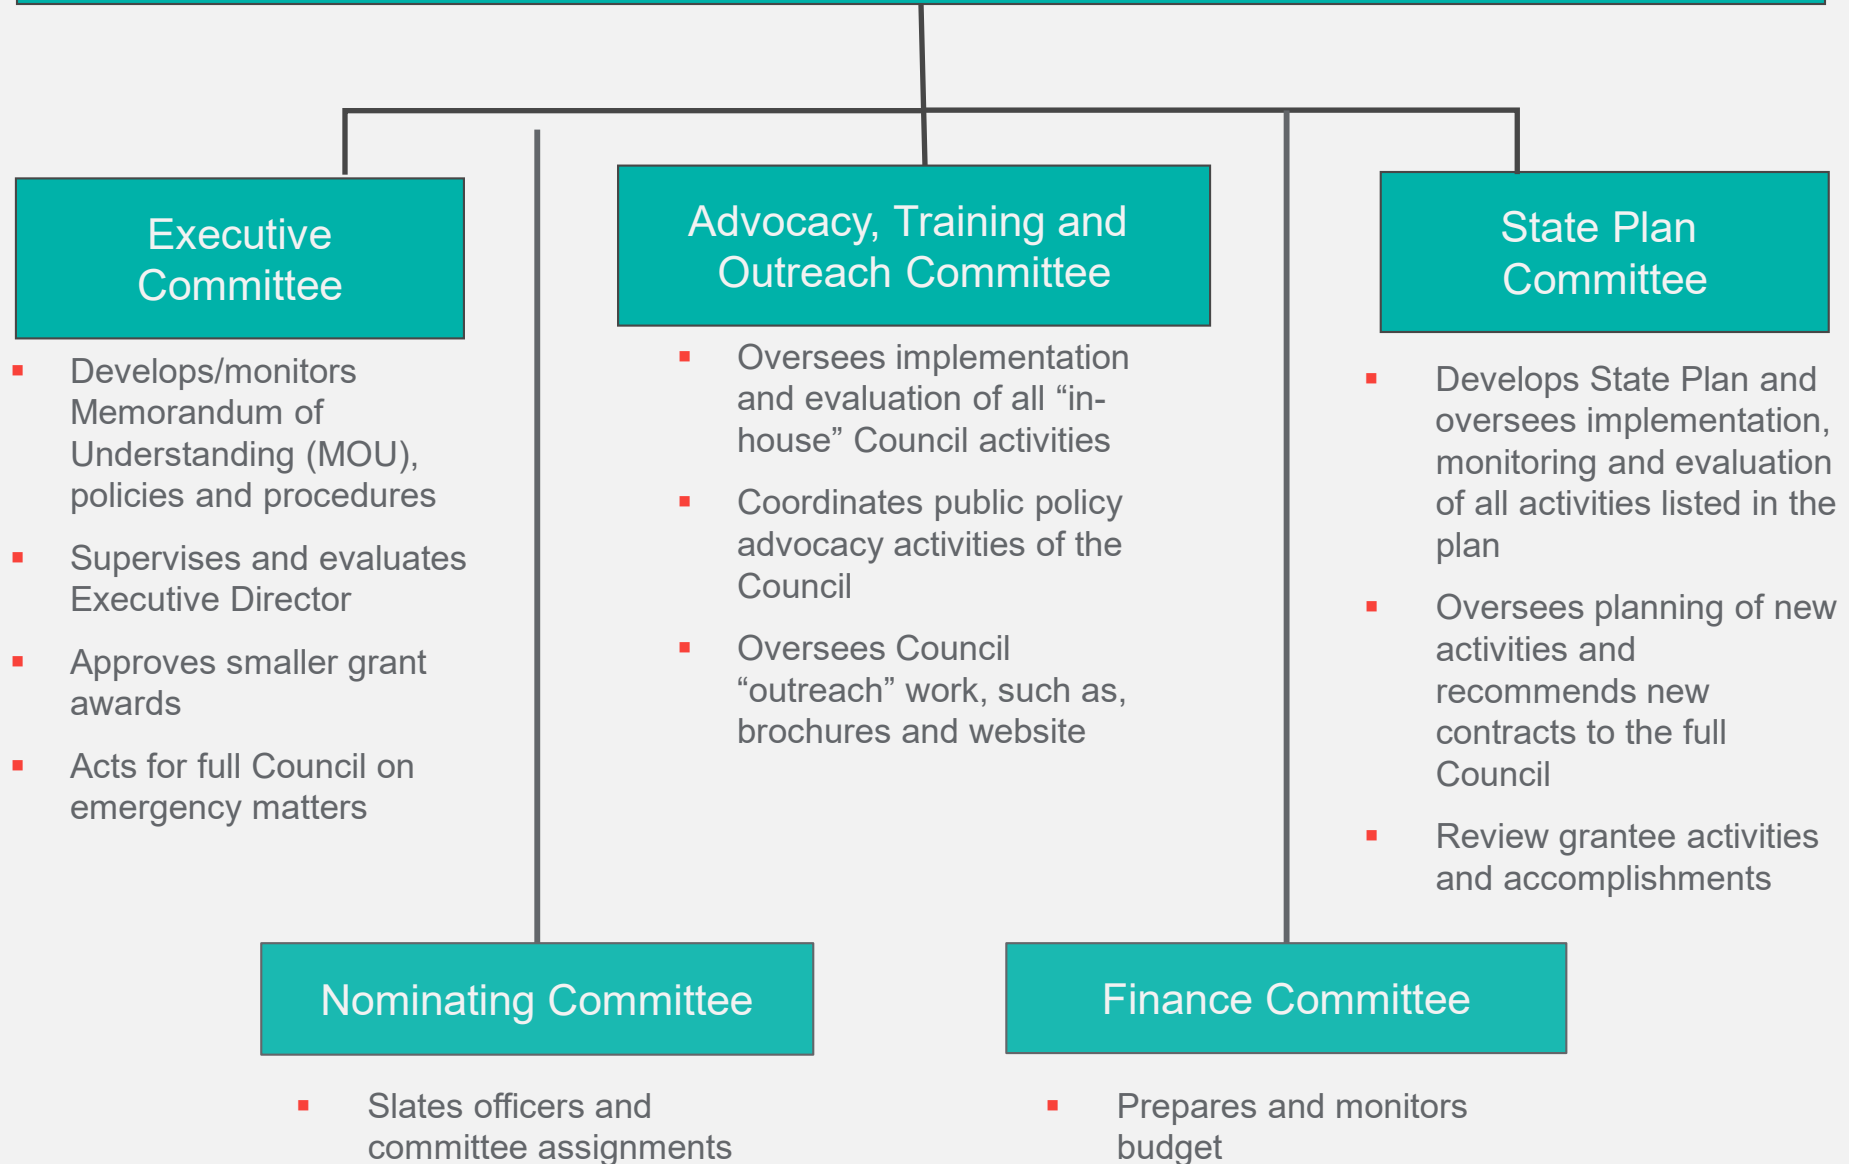 Executive
Committee
Develops/monitors
Memorandum of
Understanding (MOU),
policies and procedures
Supervises and evaluates
Executive Director
Approves smaller grant
awards
Acts for full Council on
emergency matters
Advocacy, Training and
Outreach Committee
Oversees implementation
and evaluation of all “in-
house” Council activities
Coordinates public policy
advocacy activities of the
Council
Oversees Council
“outreach” work, such as,
brochures and website
State Plan
Committee
Develops State Plan and
oversees implementation,
monitoring and evaluation
of all activities listed in the
plan
Oversees planning of new
activities and
recommends new
contracts to the full
Council
Review grantee activities
and accomplishments
Nominating Committee
Slates officers and
committee assignments
Finance Committee
Prepares and monitors
budget